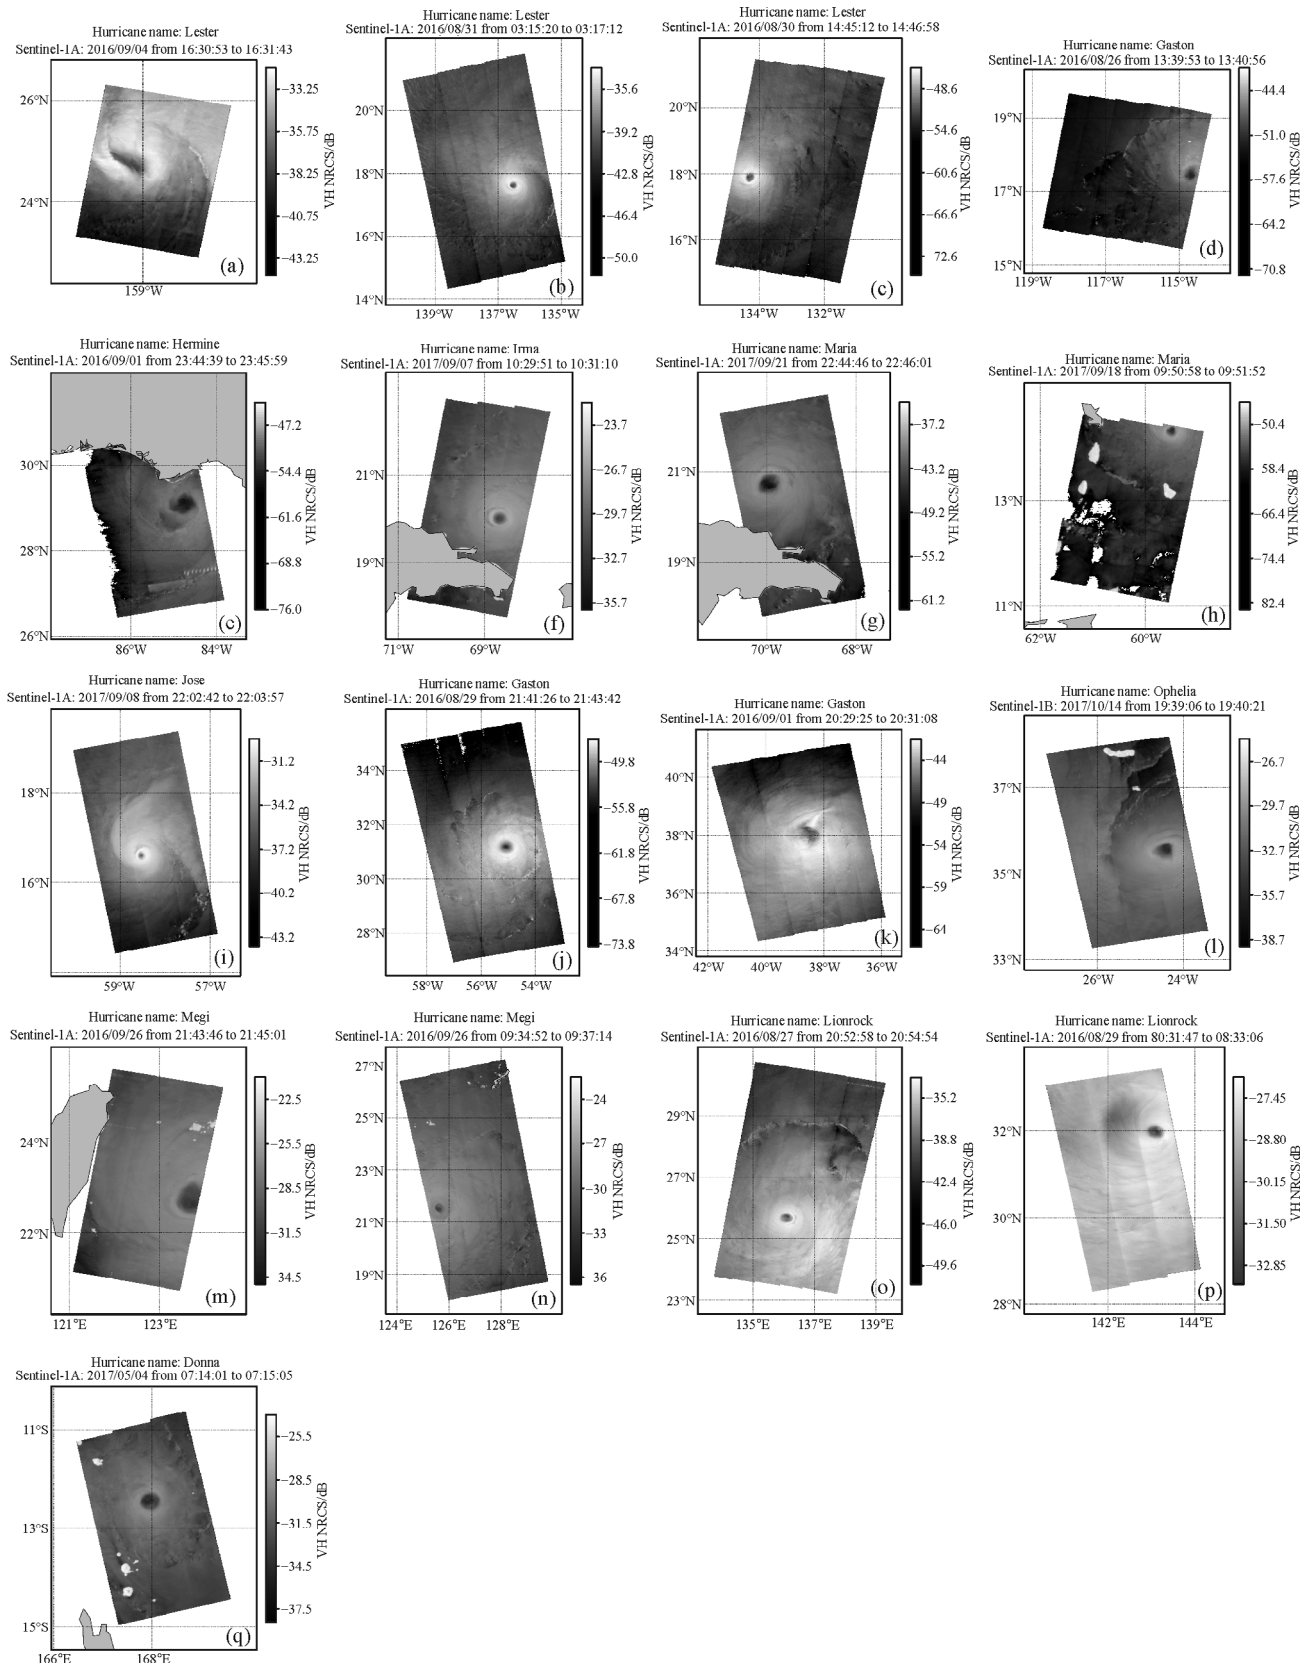 Hurricane name: Lester
Sentinel-1A: 2016/09/04 from 16:30:53 to 16:31:43
26°N
24°N
159°W
−33.25
−35.75
−38.25
−40.75
−43.25
VH NRCS/dB
(a)
Hurricane name: Lester
Sentinel-1A: 2016/08/31 from 03:15:20 to 03:17:12
20°N
18°N
16°N
14°N
139°W 137°W 135°W
−35.6
−39.2
−42.8
−46.4
−50.0
VH NRCS/dB
(b)
Hurricane name: Lester
Sentinel-1A: 2016/08/30 from 14:45:12 to 14:46:58
20°N
18°N
16°N
134°W 132°W
−48.6
−54.6
−60.6
−66.6
−72.6
VH NRCS/dB
(c)
Hurricane name: Gaston
Sentinel-1A: 2016/08/26 from 13:39:53 to 13:40:56
19°N
17°N
15°N
119°W 117°W 115°W
−44.4
−51.0
−57.6
−64.2
−70.8
VH NRCS/dB
(d)
Hurricane name: Hermine
Sentinel-1A: 2016/09/01 from 23:44:39 to 23:45:59
30°N
28°N
26°N
86°W 84°W
−47.2
−54.4
−61.6
−68.8
−76.0
VH NRCS/dB
(e)
Hurricane name: Irma
Sentinel-1A: 2017/09/07 from 10:29:51 to 10:31:10
21°N
19°N
71°W 69°W
−23.7
−26.7
−29.7
−32.7
−35.7
VH NRCS/dB
(f)
Hurricane name: Maria
Sentinel-1A: 2017/09/21 from 22:44:46 to 22:46:01
21°N
19°N
70°W 68°W
−37.2
−43.2
−49.2
−55.2
−61.2
VH NRCS/dB
(g)
Hurricane name: Maria
Sentinel-1A: 2017/09/18 from 09:50:58 to 09:51:52
13°N
11°N
62°W 60°W
−50.4
−58.4
−66.4
−74.4
−82.4
VH NRCS/dB
(h)
Hurricane name: Jose
Sentinel-1A: 2017/09/08 from 22:02:42 to 22:03:57
18°N
16°N
59°W 57°W
−31.2
−34.2
−37.2
−40.2
−43.2
VH NRCS/dB
(i)
Hurricane name: Gaston
Sentinel-1A: 2016/08/29 from 21:41:26 to 21:43:42
34°N
32°N
30°N
28°N
58°W 56°W 54°W
−49.8
−55.8
−61.8
−67.8
−73.8
VH NRCS/dB
(j)
Hurricane name: Gaston
Sentinel-1A: 2016/09/01 from 20:29:25 to 20:31:08
40°N
38°N
36°N
34°N
42°W 40°W 38°W 36°W
−44
−49
−54
−59
−64
VH NRCS/dB
(k)
Hurricane name: Ophelia
Sentinel-1B: 2017/10/14 from 19:39:06 to 19:40:21
37°N
35°N
33°N
26°W 24°W
−26.7
−29.7
−32.7
−35.7
−38.7
VH NRCS/dB
(l)
Hurricane name: Megi
Sentinel-1A: 2016/09/26 from 21:43:46 to 21:45:01
24°N
22°N
121°E 123°E
−22.5
−25.5
−28.5
−31.5
34.5
VH NRCS/dB
(m)
Hurricane name: Megi
Sentinel-1A: 2016/09/26 from 09:34:52 to 09:37:14
27°N
25°N
23°N
21°N
19°N
124°E 126°E 128°E
−24
−27
−30
−33
36
VH NRCS/dB
(n)
Hurricane name: Lionrock
Sentinel-1A: 2016/08/27 from 20:52:58 to 20:54:54
29°N
27°N
25°N
23°N
135°E 137°E 139°E
−35.2
−38.8
−42.4
−46.0
−49.6
VH NRCS/dB
(o)
Hurricane name: Lionrock
Sentinel-1A: 2016/08/29 from 80:31:47 to 08:33:06
32°N
30°N
28°N
142°E 144°E
−27.45
−28.80
−30.15
−31.50
−32.85
VH NRCS/dB
(p)
Hurricane name: Donna
Sentinel-1A: 2017/05/04 from 07:14:01 to 07:15:05
11°S
13°S
15°S
166°E 168°E
−25.5
−28.5
−31.5
−34.5
−37.5
VH NRCS/dB
(q)